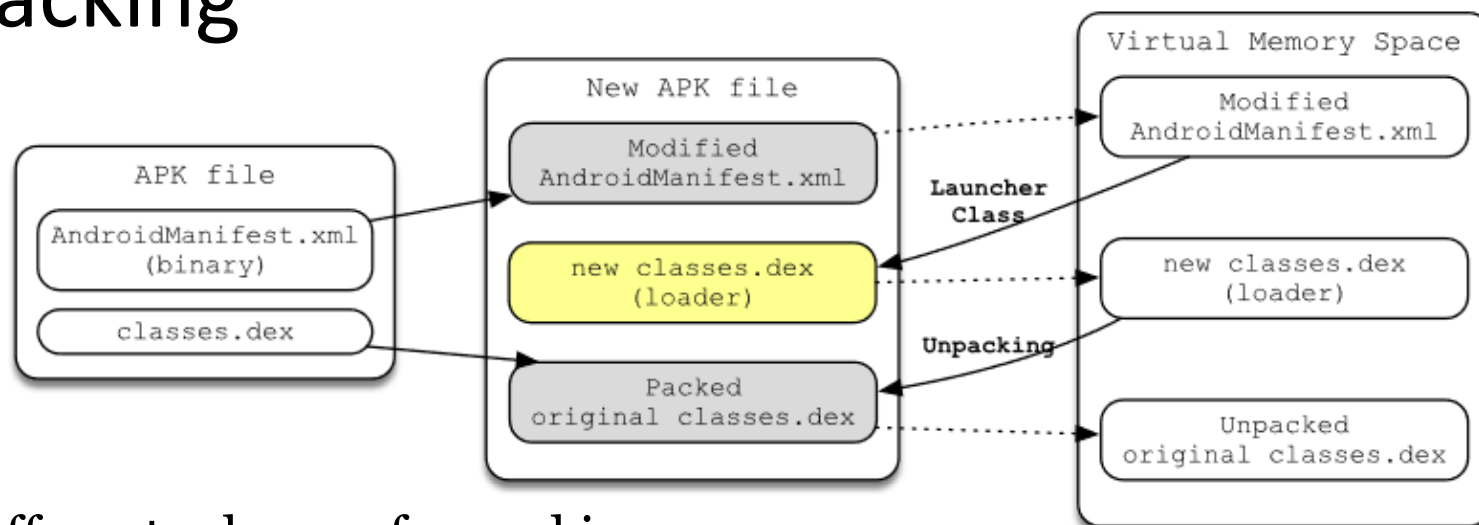 APK file
AndroidManifest.xml
(binary)
classes.dex
New APK file
Modified
AndroidManifest.xml
new classes.dex
(loader)
Packed
original classes.dex
Launcher
Class
Unpacking
Virtual Memory Space
Modified
AndroidManifest.xml
new classes.dex
(loader)
Unpacked
original classes.dex